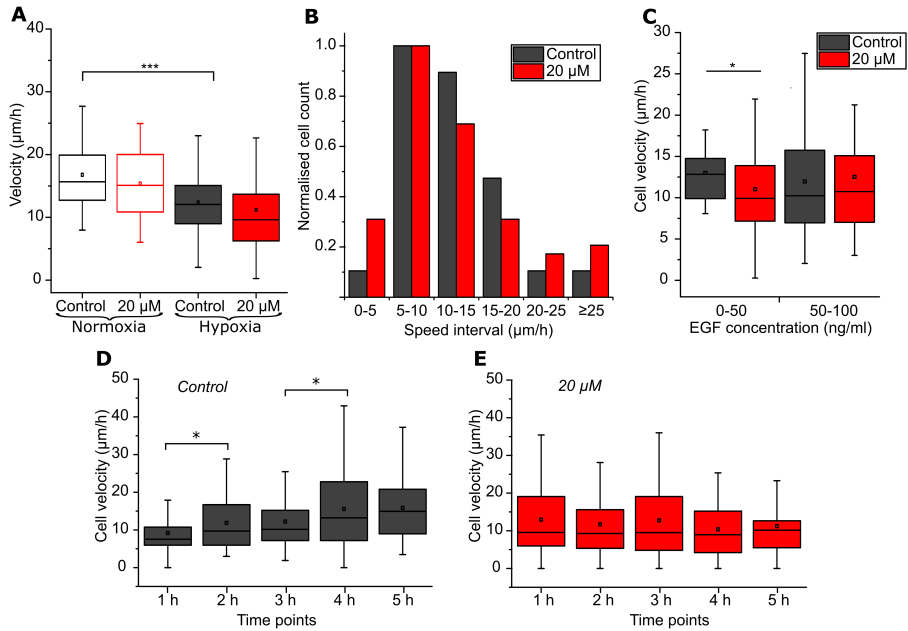 A
Velocity (µm/h)
40
30
20
10
0
***
Control
20 µM
Control
20 µM
Normoxia
Hypoxia
B
Normalised cell count
1.0
0.8
0.6
0.4
0.2
Control
20 µM
0-5
5-10
10-15
15-20
20-25
≥25
Speed interval (µm/h)
C
Cell velocity (µm/h)
30
25
20
15
10
5
0
Control
20 µM
*
0-50
50-100
EGF concentration (ng/ml)
D
Control
Cell velocity (µm/h)
50
40
30
20
10
0
*
*
1 h
2 h
3 h
4 h
5 h
Time points
E
20 µM
Cell velocity (µm/h)
50
40
30
20
10
0
1 h
2 h
3 h
4 h
5 h
Time points